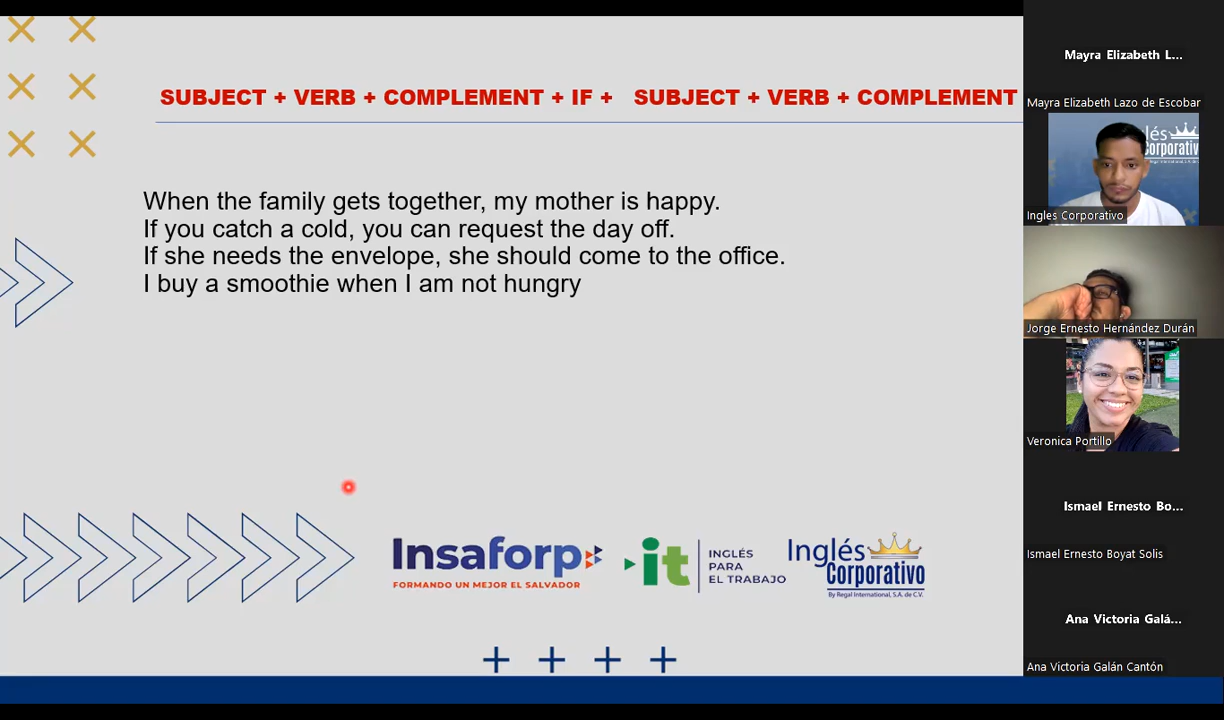 SUBJECT + VERB + COMPLEMENT + IF + SUBJECT + VERB + COMPLEMENT
When the family gets together, my mother is happy.
If you catch a cold, you can request the day off.
If she needs the envelope, she should come to the office.
I buy a smoothie when I am not hungry
Insaforp
FORMANDO UN MEJOR EL SALVADOR
it
INGLÉS
PARA
EL TRABAJO
Inglés
Corporativo
By Regal International, S.A. de C.V.
Mayra Elizabeth L...
Mayra Elizabeth Lazo de Escobar
lés
orporativ
Ingles Corporativo
Jorge Ernesto Hernández Durán
Veronica Portillo
Ismael Ernesto Bo...
Ismael Ernesto Boyat Solis
Ana Victoria Galá...
Ana Victoria Galán Cantón